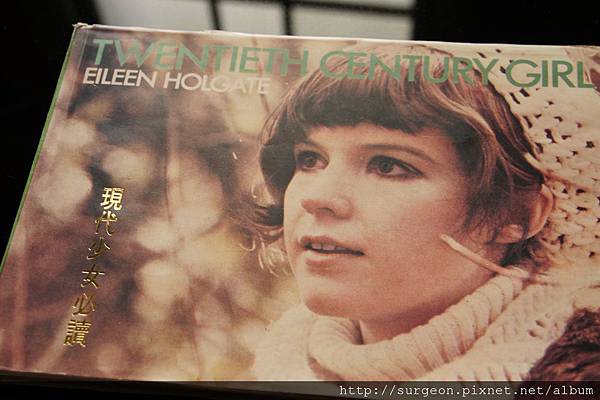 TWENTIETH CENTURY GIRL
EILEEN HOLGATE
現代少女必讀
http://surgeon.pixnet.net/album